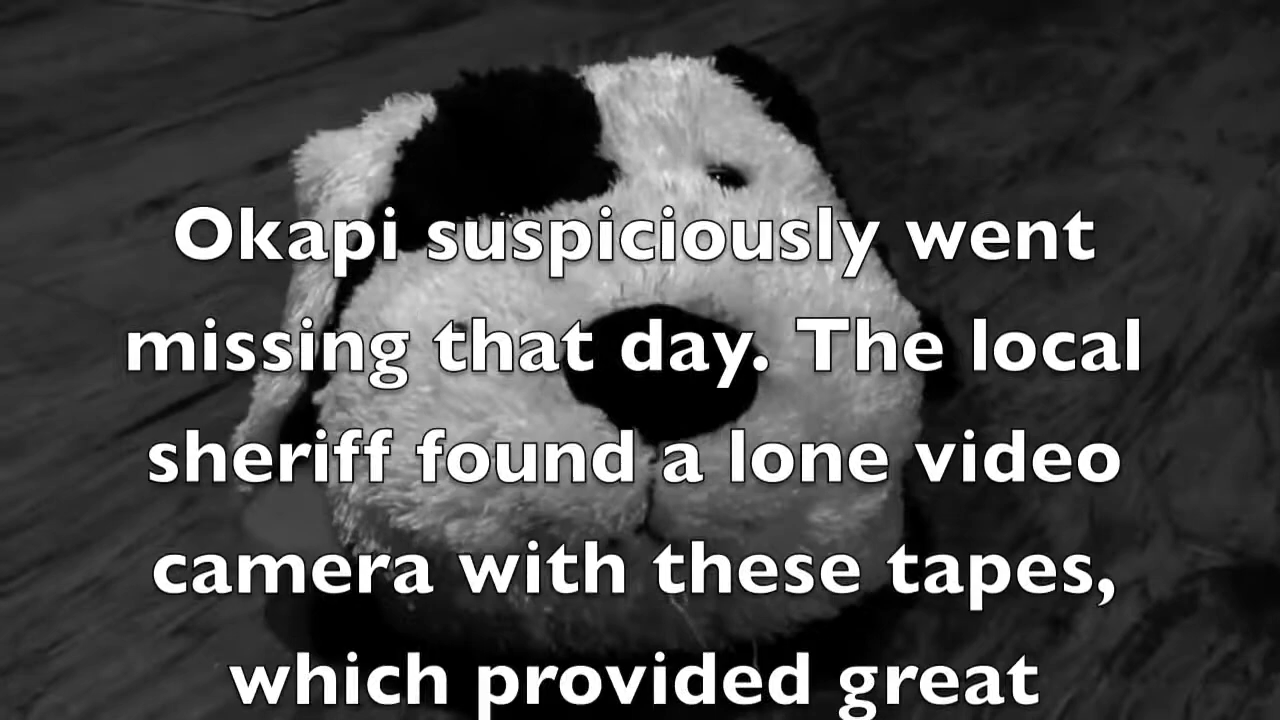 Okapi suspiciously went
missing that day. The local
sheriff found a lone video
camera with these tapes,
which provided great